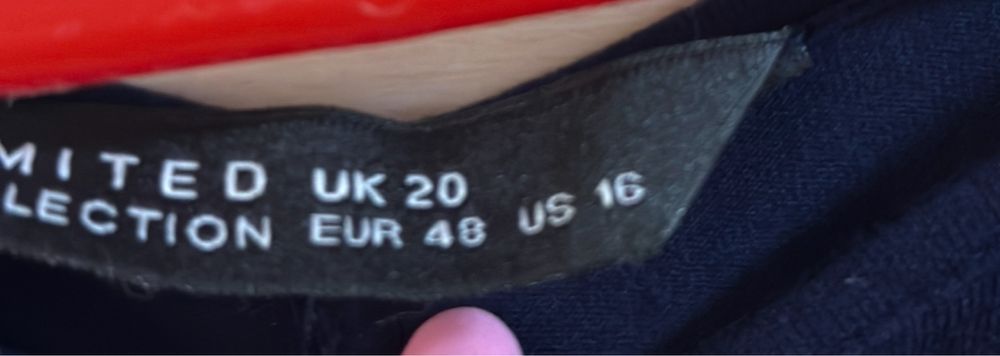 MITED UK 20
LECTION EUR 48 US 16